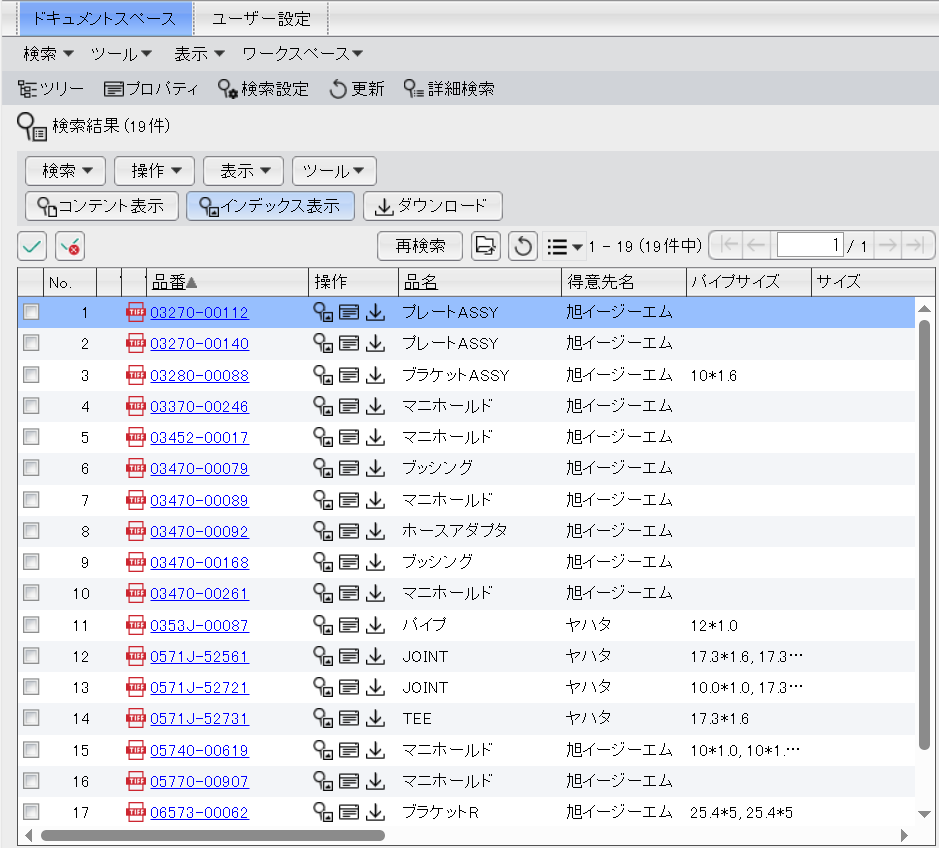 ドキュメントスペース ユーザー設定
検索▼ ツール▼ 表示▼ ワークスペース▼
ツリー プロパティ 検索設定 更新 詳細検索
検索結果(19件)
検索▼ 操作▼ 表示▼ ツール▼
コンテント表示 インデックス表示 ダウンロード
再検索 1 - 19 (19件中) 1 / 1
No. 品番▲ 操作 品名 得意先名 パイプサイズ サイズ
1 TIFF 03270-00112 プレートASSY 旭イージーエム
2 TIFF 03270-00140 プレートASSY 旭イージーエム
3 TIFF 03280-00088 ブラケットASSY 旭イージーエム 10*1.6
4 TIFF 03370-00246 マニホールド 旭イージーエム
5 TIFF 03452-00017 マニホールド 旭イージーエム
6 TIFF 03470-00079 ブッシング 旭イージーエム
7 TIFF 03470-00089 マニホールド 旭イージーエム
8 TIFF 03470-00092 ホースアダプタ 旭イージーエム
9 TIFF 03470-00168 ブッシング 旭イージーエム
10 TIFF 03470-00261 マニホールド 旭イージーエム
11 TIFF 0353J-00087 パイプ ヤハタ 12*1.0
12 TIFF 0571J-52561 JOINT ヤハタ 17.3*1.6, 17.3…
13 TIFF 0571J-52721 JOINT ヤハタ 10.0*1.0, 17.3…
14 TIFF 0571J-52731 TEE ヤハタ 17.3*1.6
15 TIFF 05740-00619 マニホールド 旭イージーエム 10*1.0, 10*1.…
16 TIFF 05770-00907 マニホールド 旭イージーエム
17 TIFF 06573-00062 ブラケットR 旭イージーエム 25.4*5, 25.4*5